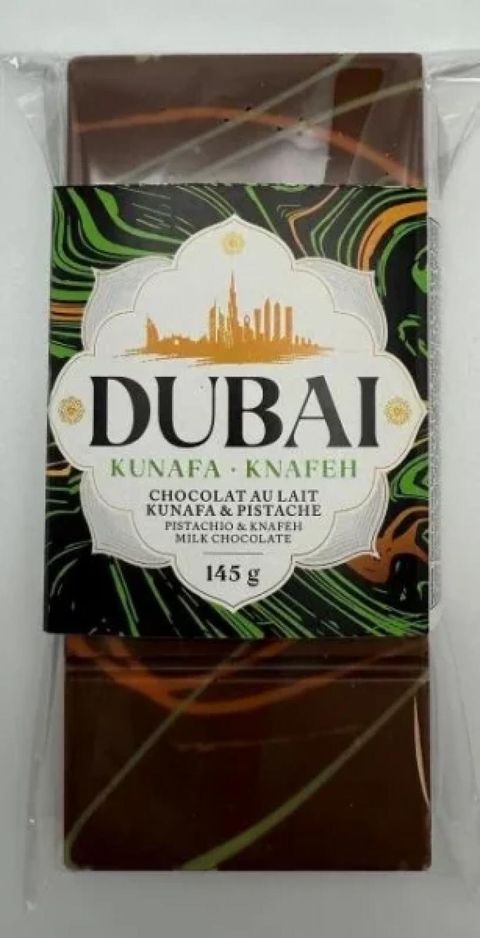 DUBAI
KUNAFA · KNAFEH
CHOCOLAT AU LAIT
KUNAFA & PISTACHE
PISTACHIO & KNAFEH
MILK CHOCOLATE
145 g